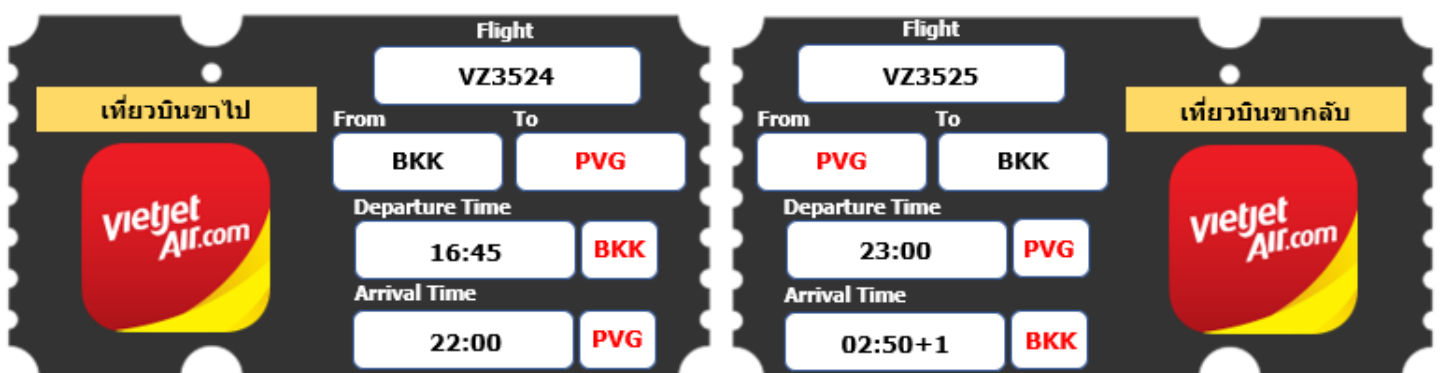 Flight
VZ3524
เที่ยวบินขาไป
From To
BKK PVG
vietjet
Air.com
Departure Time
16:45 BKK
Arrival Time
22:00 PVG
Flight
VZ3525
เที่ยวบินขากลับ
From To
PVG BKK
vietjet
Air.com
Departure Time
23:00 PVG
Arrival Time
02:50+1 BKK